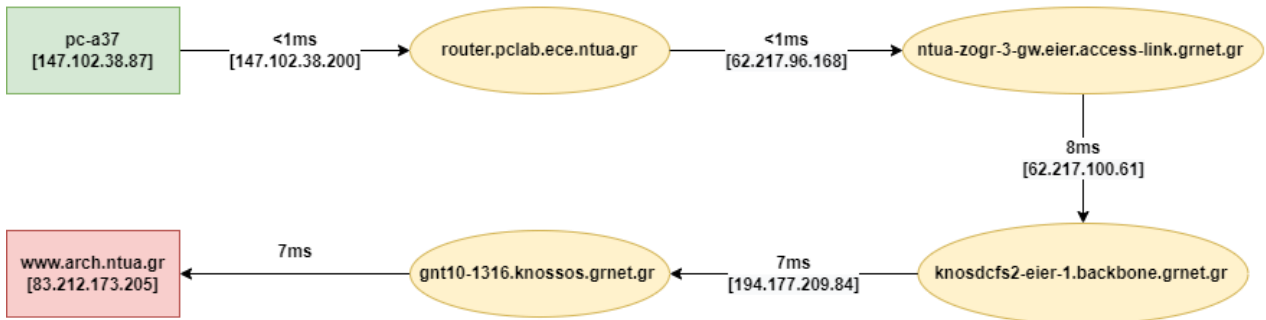 pc-a37
[147.102.38.87]
<1ms
[147.102.38.200]
router.pclab.ece.ntua.gr
<1ms
[62.217.96.168]
ntua-zogr-3-gw.eier.access-link.grnet.gr
8ms
[62.217.100.61]
knosdcfs2-eier-1.backbone.grnet.gr
7ms
[194.177.209.84]
gnt10-1316.knossos.grnet.gr
7ms
www.arch.ntua.gr
[83.212.173.205]